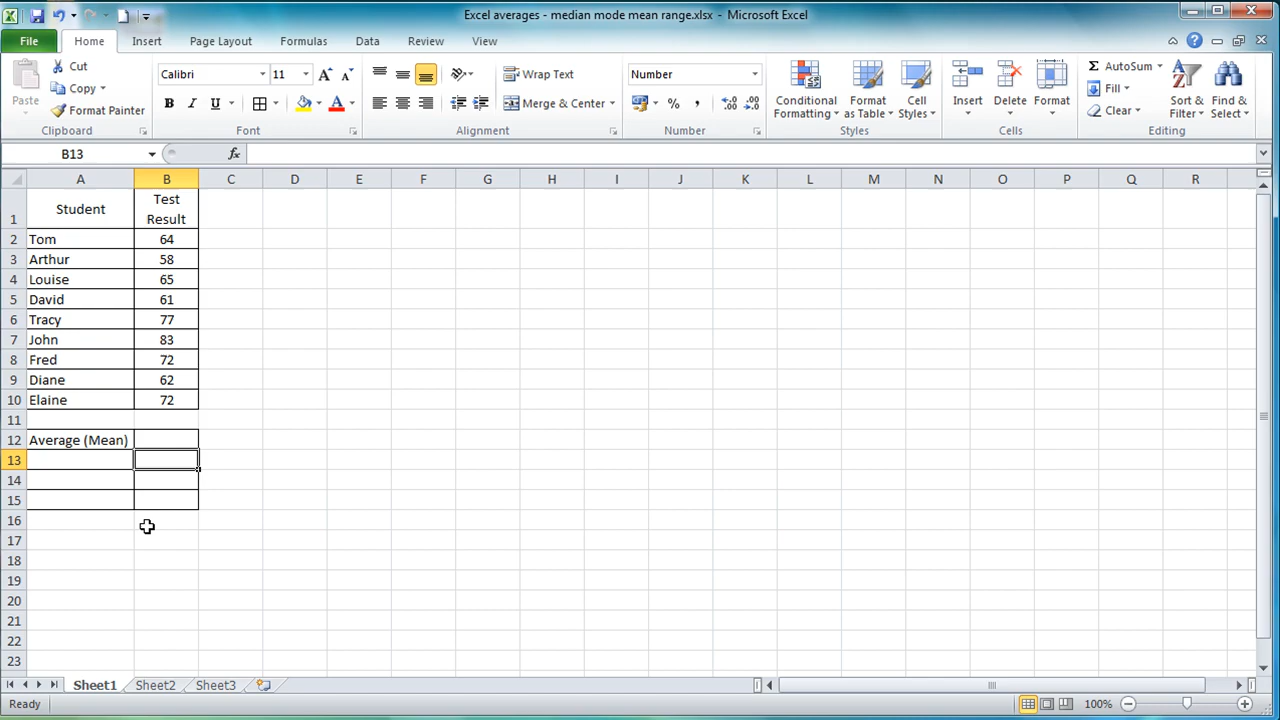 Excel averages - median mode mean range.xlsx - Microsoft Excel
File Home Insert Page Layout Formulas Data Review View
Paste
Cut
Copy
Format Painter
Clipboard
Calibri 11
B I U A
Font
Wrap Text
Merge & Center
Alignment
Number
%
Number
Conditional Formatting
Format as Table
Cell Styles
Styles
Insert Delete Format
Cells
Σ AutoSum
Fill
Clear
Sort & Filter
Find & Select
Editing
B13 fx
A B C D E F G H I J K L M N O P Q R
1 Student Test Result
2 Tom 64
3 Arthur 58
4 Louise 65
5 David 61
6 Tracy 77
7 John 83
8 Fred 72
9 Diane 62
10 Elaine 72
11
12 Average (Mean)
13
14
15
16
17
18
19
20
21
22
23
Sheet1 Sheet2 Sheet3
Ready 100%